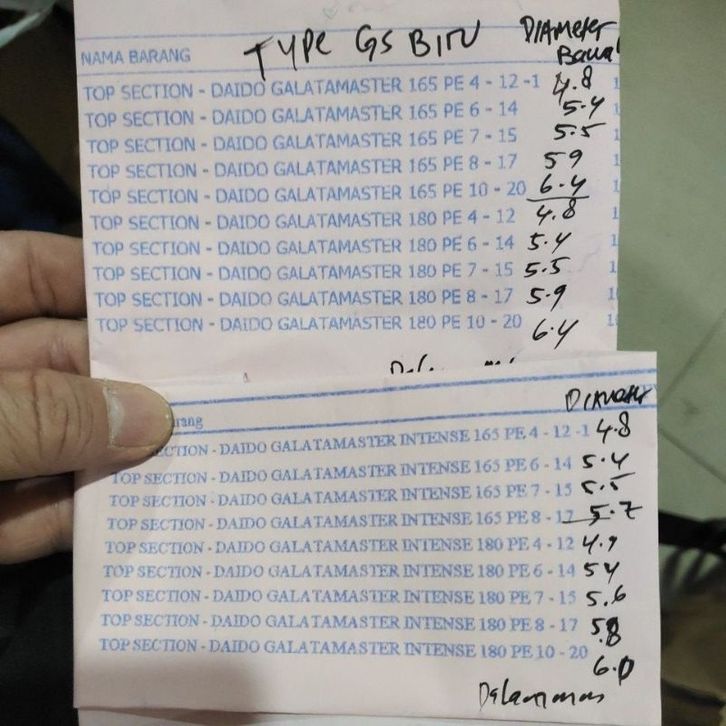 NAMA BARANG TYPE GS BIRU DIAMETER
Bawah
TOP SECTION - DAIDO GALATAMASTER 165 PE 4 - 12 -1 4.8
TOP SECTION - DAIDO GALATAMASTER 165 PE 6 - 14 5.4
TOP SECTION - DAIDO GALATAMASTER 165 PE 7 - 15 5.5
TOP SECTION - DAIDO GALATAMASTER 165 PE 8 - 17 59
TOP SECTION - DAIDO GALATAMASTER 165 PE 10 - 20 6.4
TOP SECTION - DAIDO GALATAMASTER 180 PE 4 - 12 4.8
TOP SECTION - DAIDO GALATAMASTER 180 PE 6 - 14 5.4
TOP SECTION - DAIDO GALATAMASTER 180 PE 7 - 15 5.5
TOP SECTION - DAIDO GALATAMASTER 180 PE 8 - 17 5.9
TOP SECTION - DAIDO GALATAMASTER 180 PE 10 - 20 6.4
arang DIAMETER
SECTION - DAIDO GALATAMASTER INTENSE 165 PE 4 - 12 -1 4.8
TOP SECTION - DAIDO GALATAMASTER INTENSE 165 PE 6 - 14 5.4
TOP SECTION - DAIDO GALATAMASTER INTENSE 165 PE 7 - 15 5.5
TOP SECTION - DAIDO GALATAMASTER INTENSE 165 PE 8 - 17 5.7
TOP SECTION - DAIDO GALATAMASTER INTENSE 180 PE 4 - 12 4.9
TOP SECTION - DAIDO GALATAMASTER INTENSE 180 PE 6 - 14 54
TOP SECTION - DAIDO GALATAMASTER INTENSE 180 PE 7 - 15 5.6
TOP SECTION - DAIDO GALATAMASTER INTENSE 180 PE 8 - 17 5.8
TOP SECTION - DAIDO GALATAMASTER INTENSE 180 PE 10 - 20 6.0